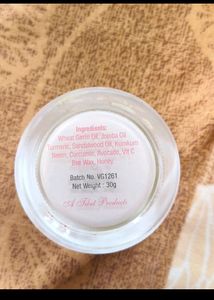 Ingredients:
Wheat Germ Oil, Jojoba Oil
Turmeric, Sandalwood Oil, Kumkum
Neem, Curcumin, Avocado, Vit C
Bee Wax, Honey
Batch No. VG1261
Net Weight : 30g
A Tibet Products